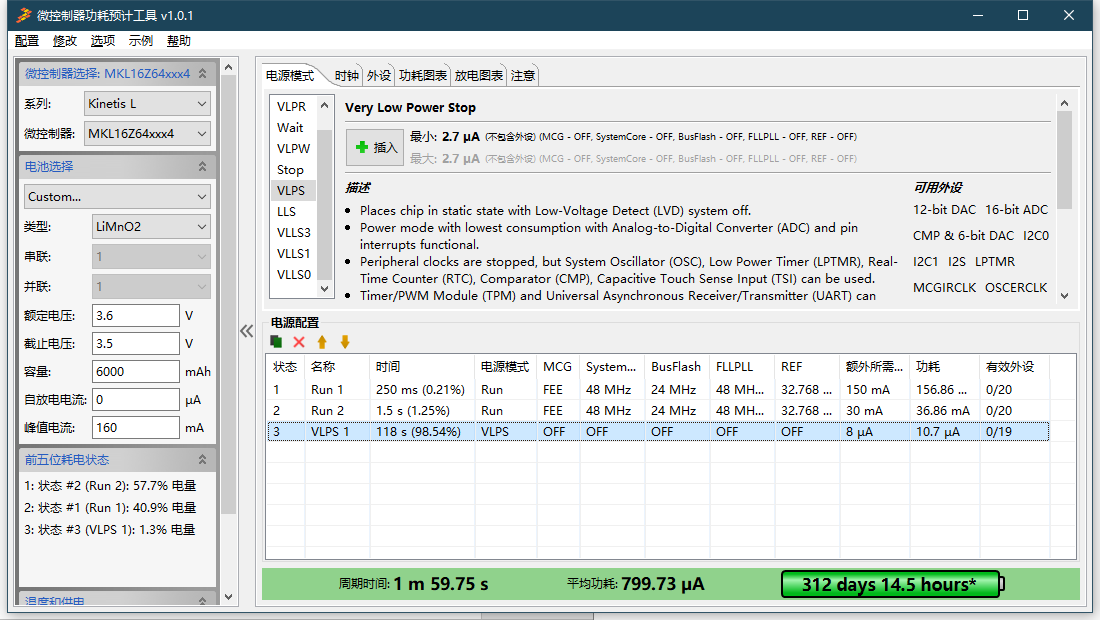 微控制器功耗预计工具 v1.0.1
配置 修改 选项 示例 帮助
微控制器选择: MKL16Z64xxx4
系列: Kinetis L
微控制器: MKL16Z64xxx4
电池选择
Custom...
类型: LiMnO2
串联: 1
并联: 1
额定电压: 3.6 V
截止电压: 3.5 V
容量: 6000 mAh
自放电电流: 0 µA
峰值电流: 160 mA
前五位耗电状态
1: 状态 #2 (Run 2): 57.7% 电量
2: 状态 #1 (Run 1): 40.9% 电量
3: 状态 #3 (VLPS 1): 1.3% 电量
温度和供电
电源模式 时钟 外设 功耗图表 放电图表 注意
VLPR
Wait
VLPW
Stop
VLPS
LLS
VLLS3
VLLS1
VLLS0
Very Low Power Stop
插入
最小: 2.7 µA (不包含外设) (MCG - OFF, SystemCore - OFF, BusFlash - OFF, FLLPLL - OFF, REF - OFF)
最大: 2.7 µA (不包含外设) (MCG - OFF, SystemCore - OFF, BusFlash - OFF, FLLPLL - OFF, REF - OFF)
描述
• Places chip in static state with Low-Voltage Detect (LVD) system off.
• Power mode with lowest consumption with Analog-to-Digital Converter (ADC) and pin
interrupts functional.
• Peripheral clocks are stopped, but System Oscillator (OSC), Low Power Timer (LPTMR), Real-
Time Counter (RTC), Comparator (CMP), Capacitive Touch Sense Input (TSI) can be used.
• Timer/PWM Module (TPM) and Universal Asynchronous Receiver/Transmitter (UART) can
可用外设
12-bit DAC 16-bit ADC
CMP & 6-bit DAC I2C0
I2C1 I2S LPTMR
MCGIRCLK OSCERCLK
电源配置
状态 名称 时间 电源模式 MCG System... BusFlash FLLPLL REF 额外所需... 功耗 有效外设
1 Run 1 250 ms (0.21%) Run FEE 48 MHz 24 MHz 48 MH... 32.768 ... 150 mA 156.86 ... 0/20
2 Run 2 1.5 s (1.25%) Run FEE 48 MHz 24 MHz 48 MH... 32.768 ... 30 mA 36.86 mA 0/20
3 VLPS 1 118 s (98.54%) VLPS OFF OFF OFF OFF OFF 8 µA 10.7 µA 0/19
周期时间: 1 m 59.75 s 平均功耗: 799.73 µA 312 days 14.5 hours*